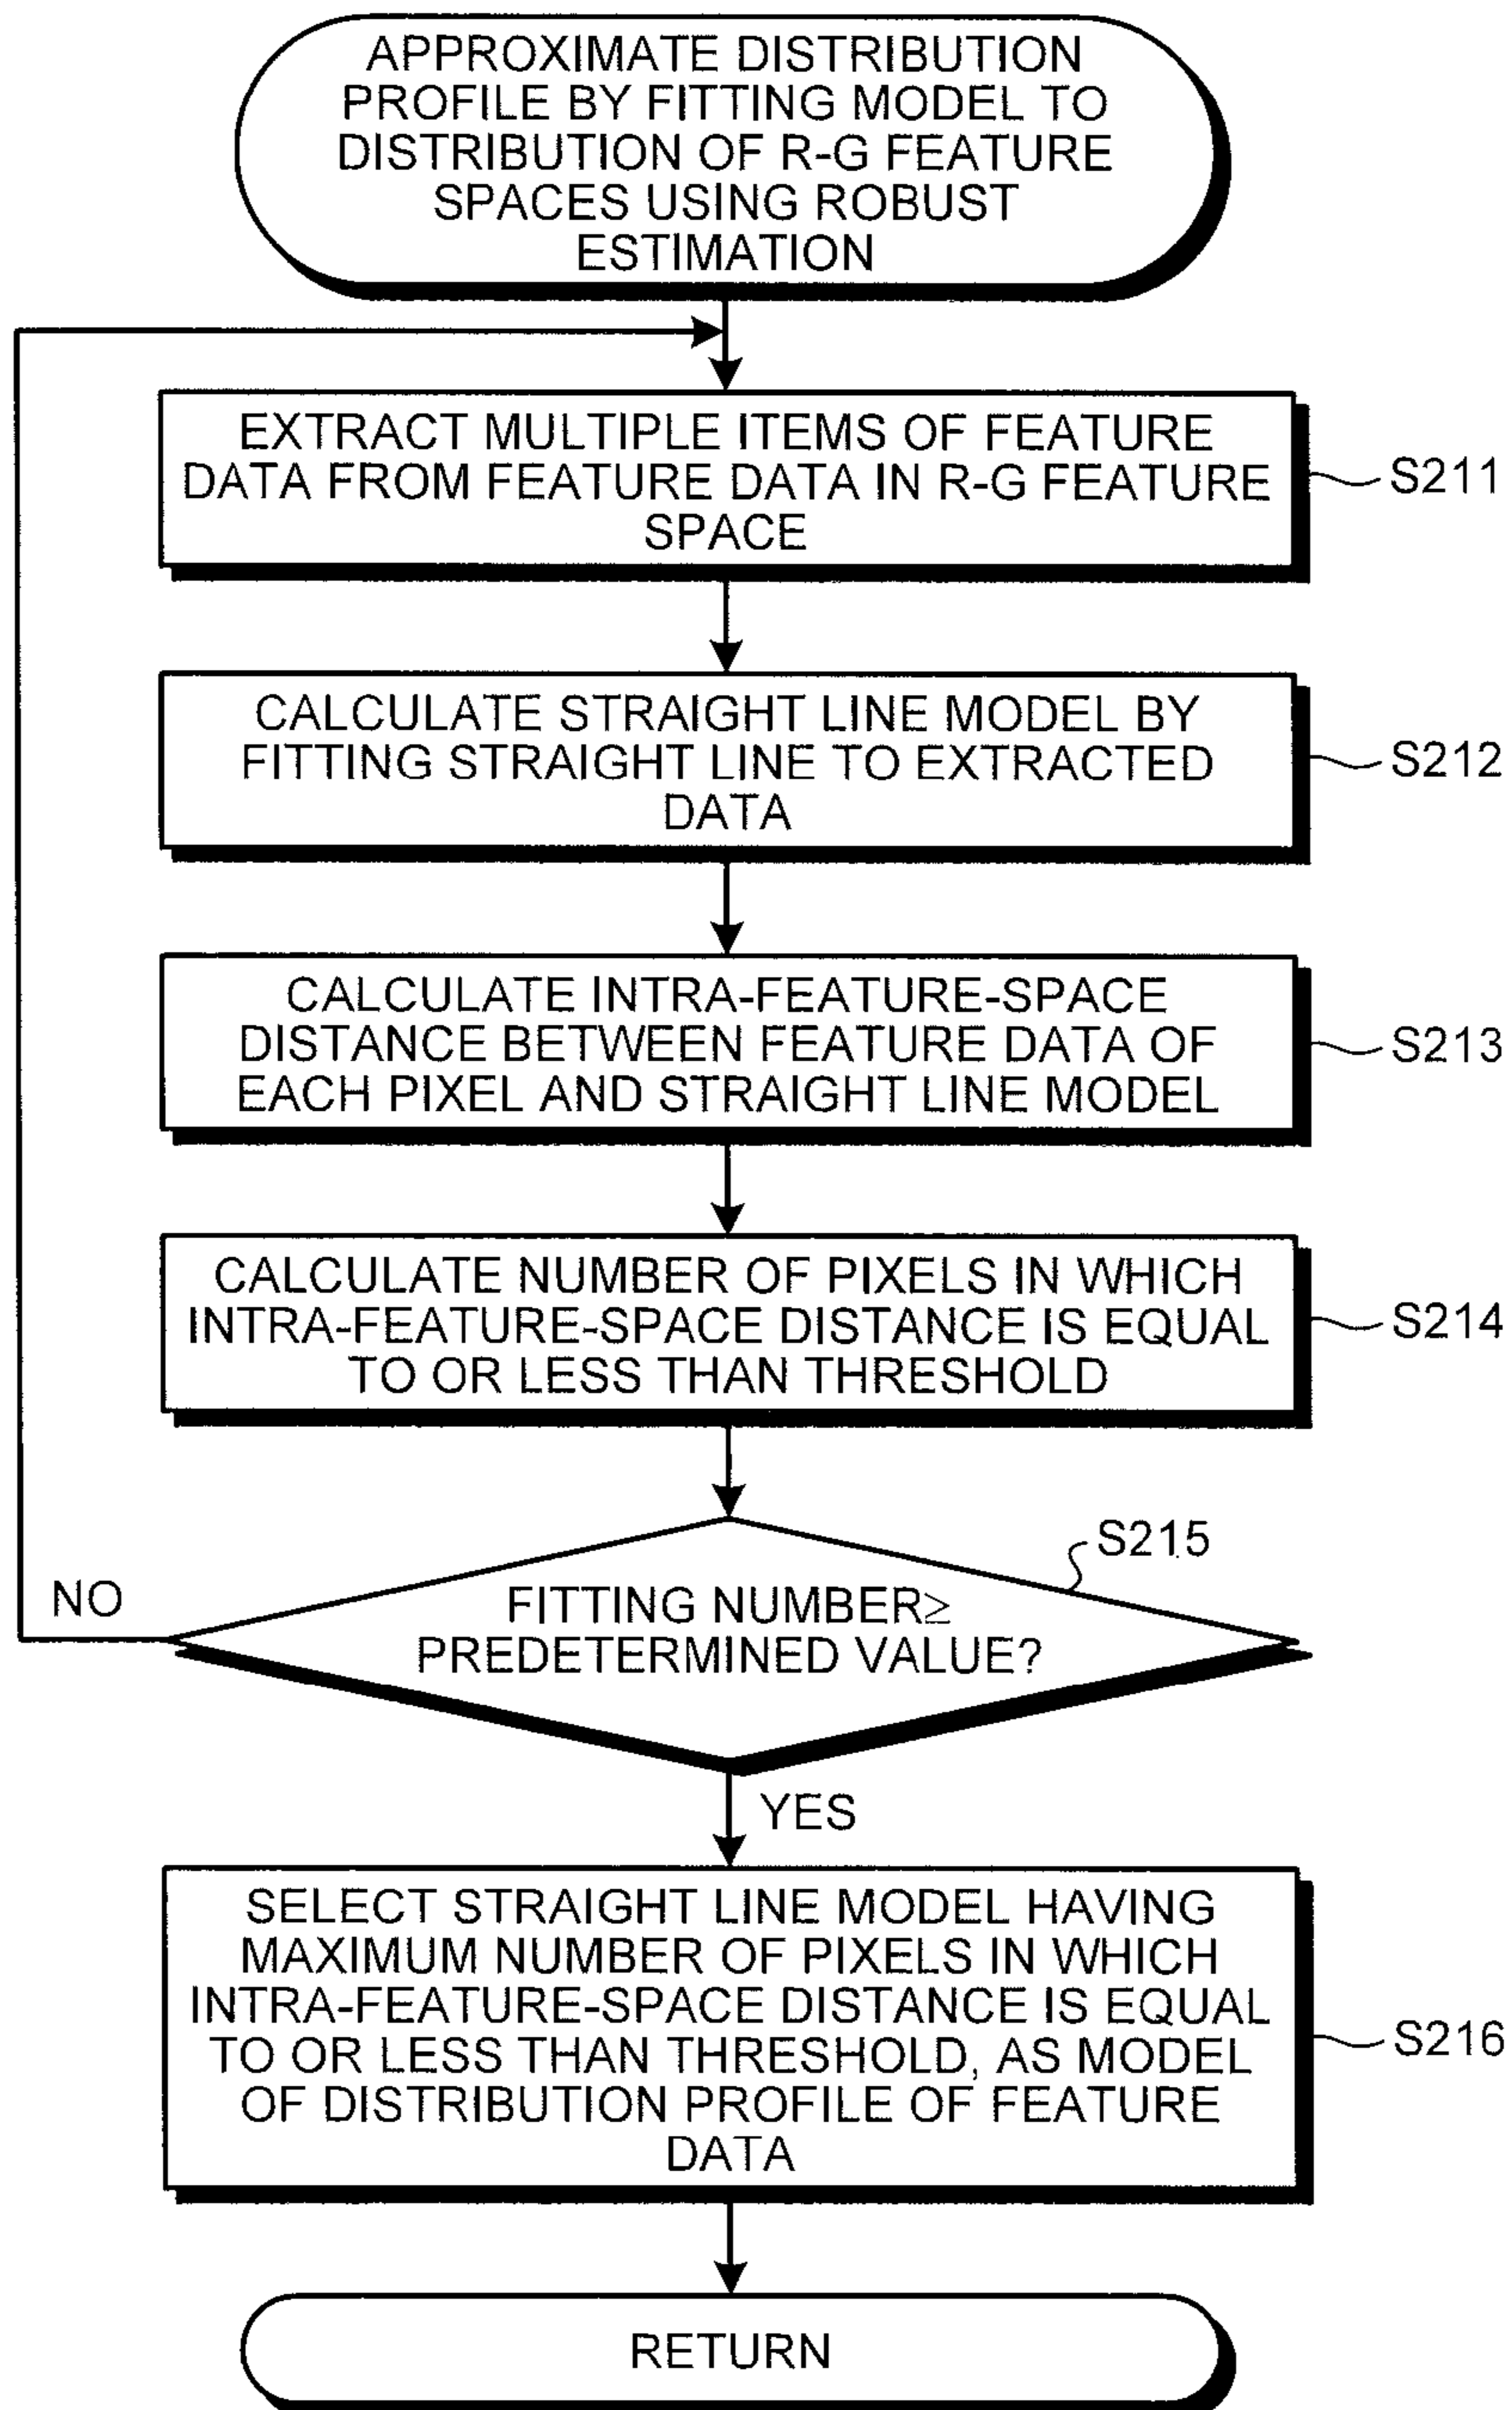 APPROXIMATE DISTRIBUTION
PROFILE BY FITTING MODEL TO
DISTRIBUTION OF R-G FEATURE
SPACES USING ROBUST
ESTIMATION
EXTRACT MULTIPLE ITEMS OF FEATURE
DATA FROM FEATURE DATA IN R-G FEATURE
SPACE
S211
CALCULATE STRAIGHT LINE MODEL BY
FITTING STRAIGHT LINE TO EXTRACTED
DATA
S212
CALCULATE INTRA-FEATURE-SPACE
DISTANCE BETWEEN FEATURE DATA OF
EACH PIXEL AND STRAIGHT LINE MODEL
S213
CALCULATE NUMBER OF PIXELS IN WHICH
INTRA-FEATURE-SPACE DISTANCE IS EQUAL
TO OR LESS THAN THRESHOLD
S214
S215
NO
FITTING NUMBER≥
PREDETERMINED VALUE?
YES
SELECT STRAIGHT LINE MODEL HAVING
MAXIMUM NUMBER OF PIXELS IN WHICH
INTRA-FEATURE-SPACE DISTANCE IS EQUAL
TO OR LESS THAN THRESHOLD, AS MODEL
OF DISTRIBUTION PROFILE OF FEATURE
DATA
S216
RETURN